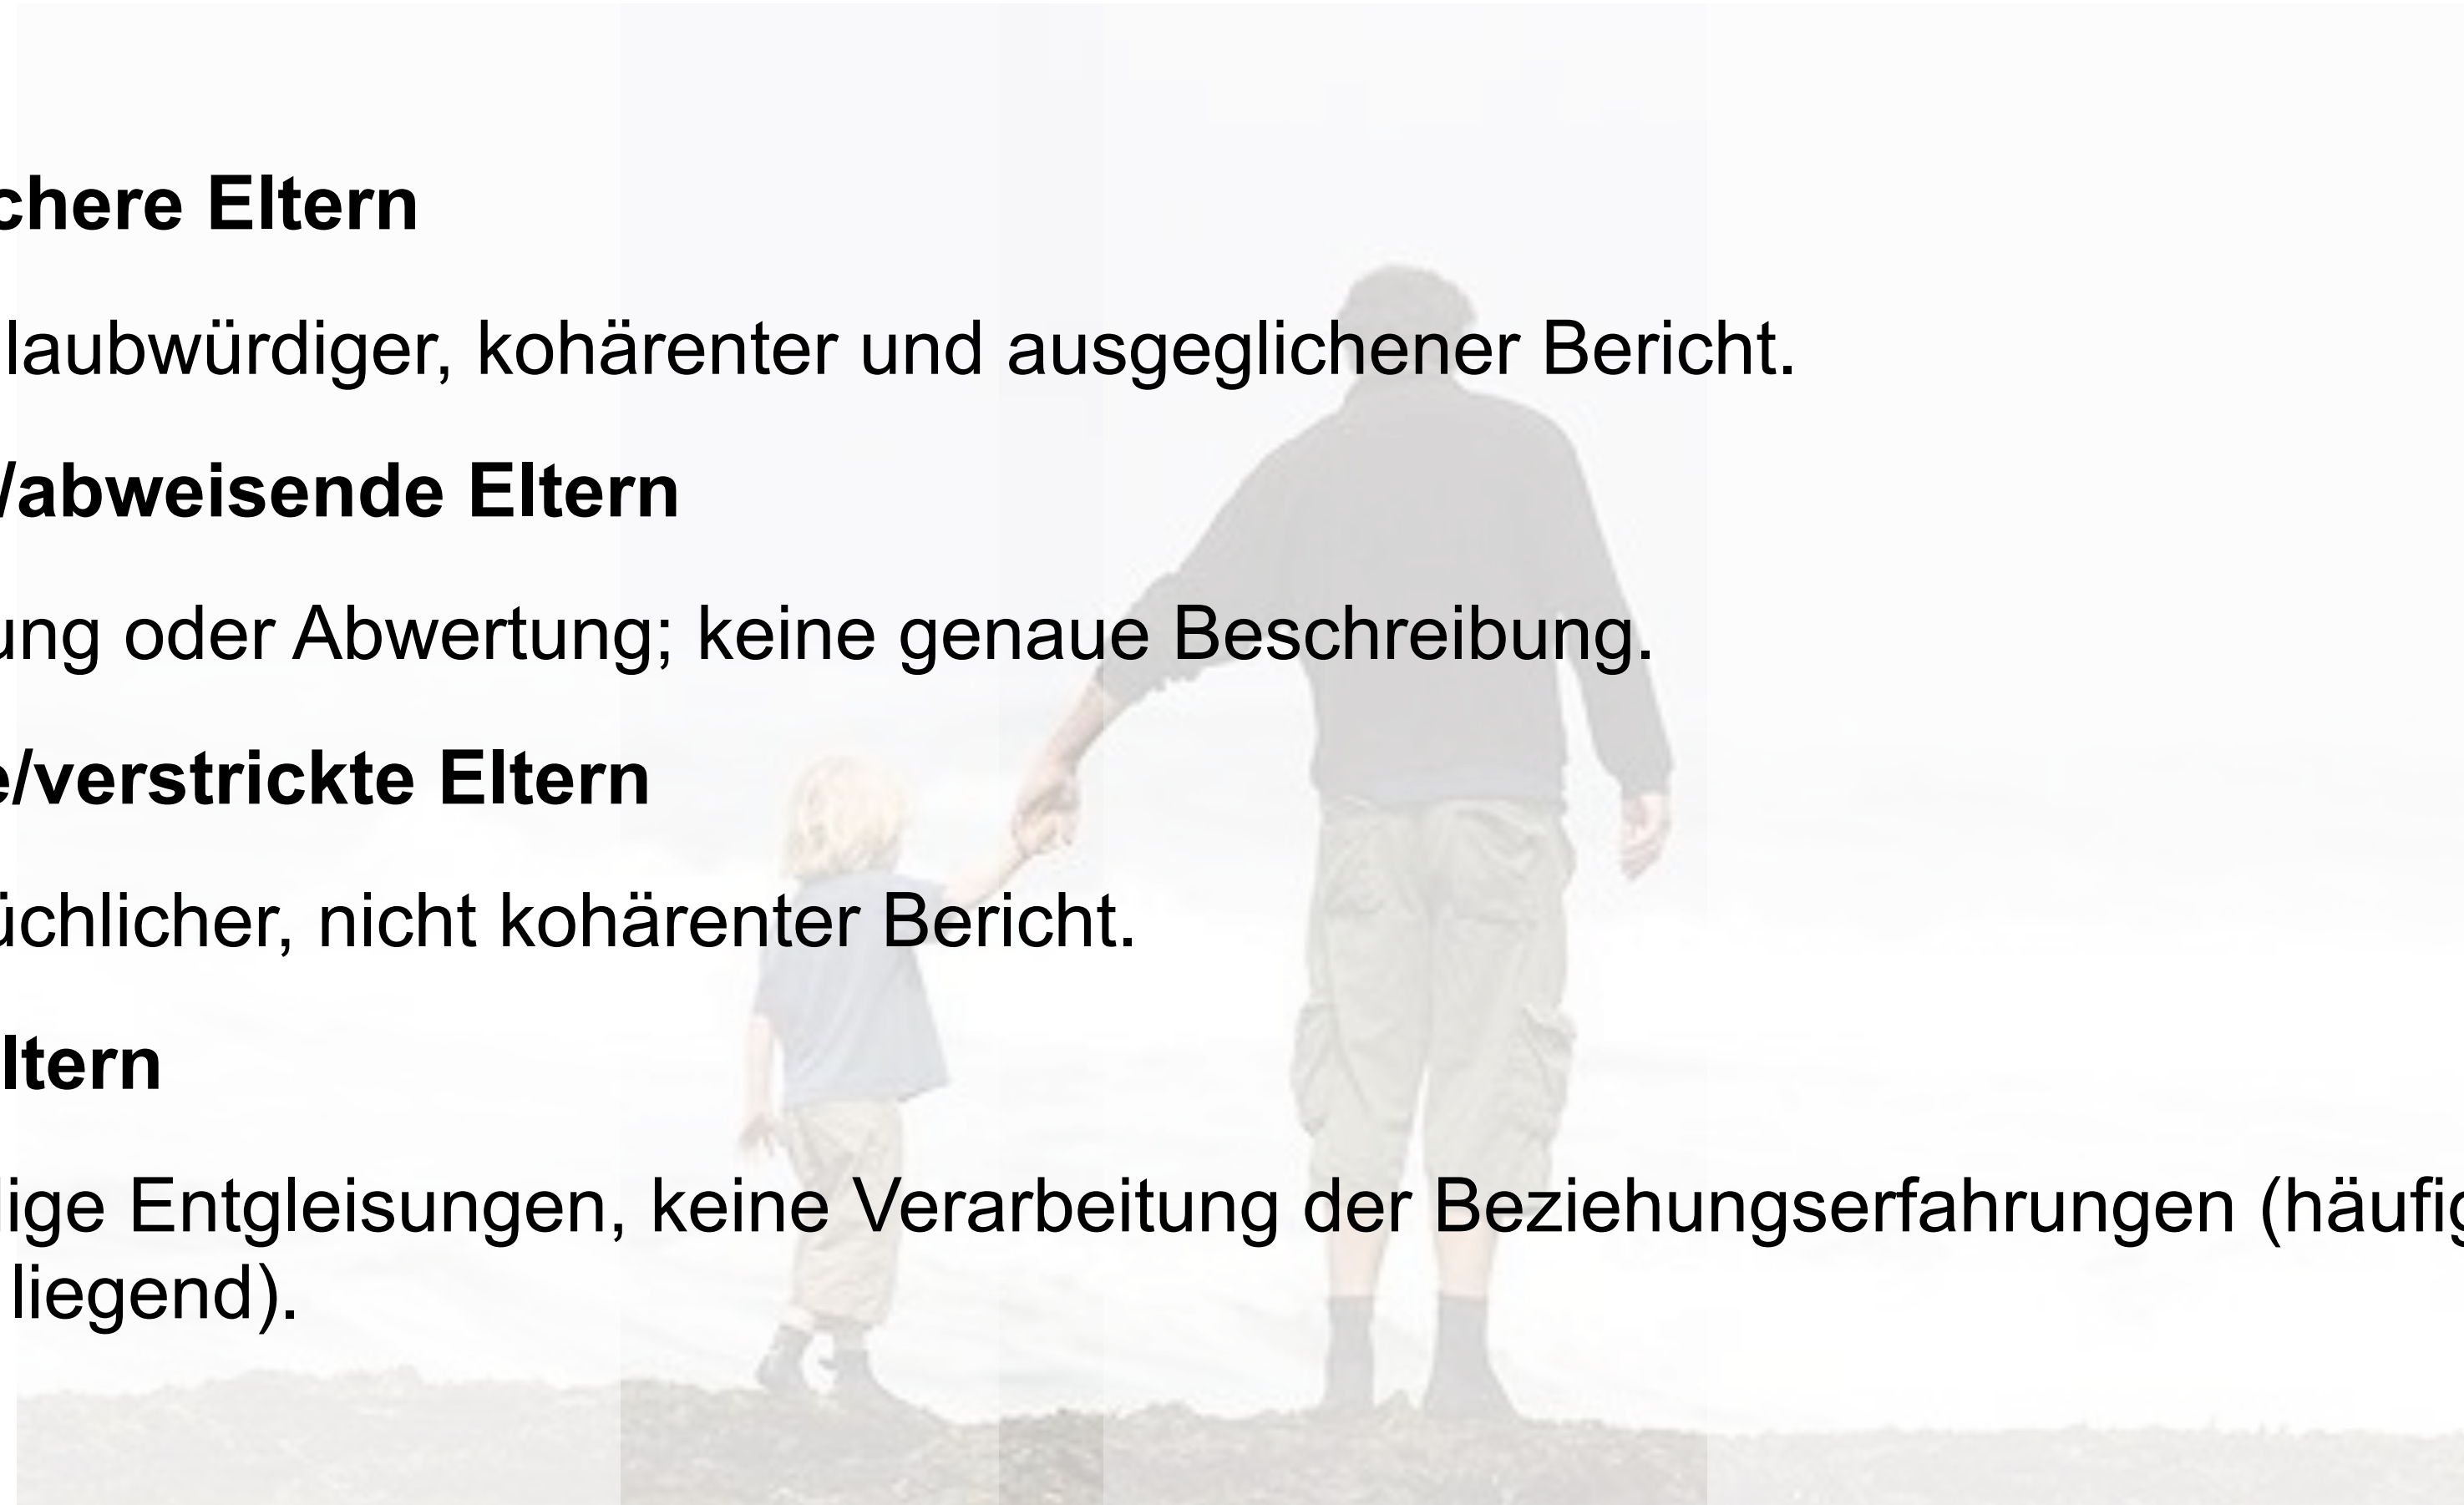 chere Eltern
laubwürdiger, kohärenter und ausgeglichener Bericht.
/abweisende Eltern
ung oder Abwertung; keine genaue Beschreibung.
e/verstrickte Eltern
üchlicher, nicht kohärenter Bericht.
ltern
lige Entgleisungen, keine Verarbeitung der Beziehungserfahrungen (häufig
liegend).